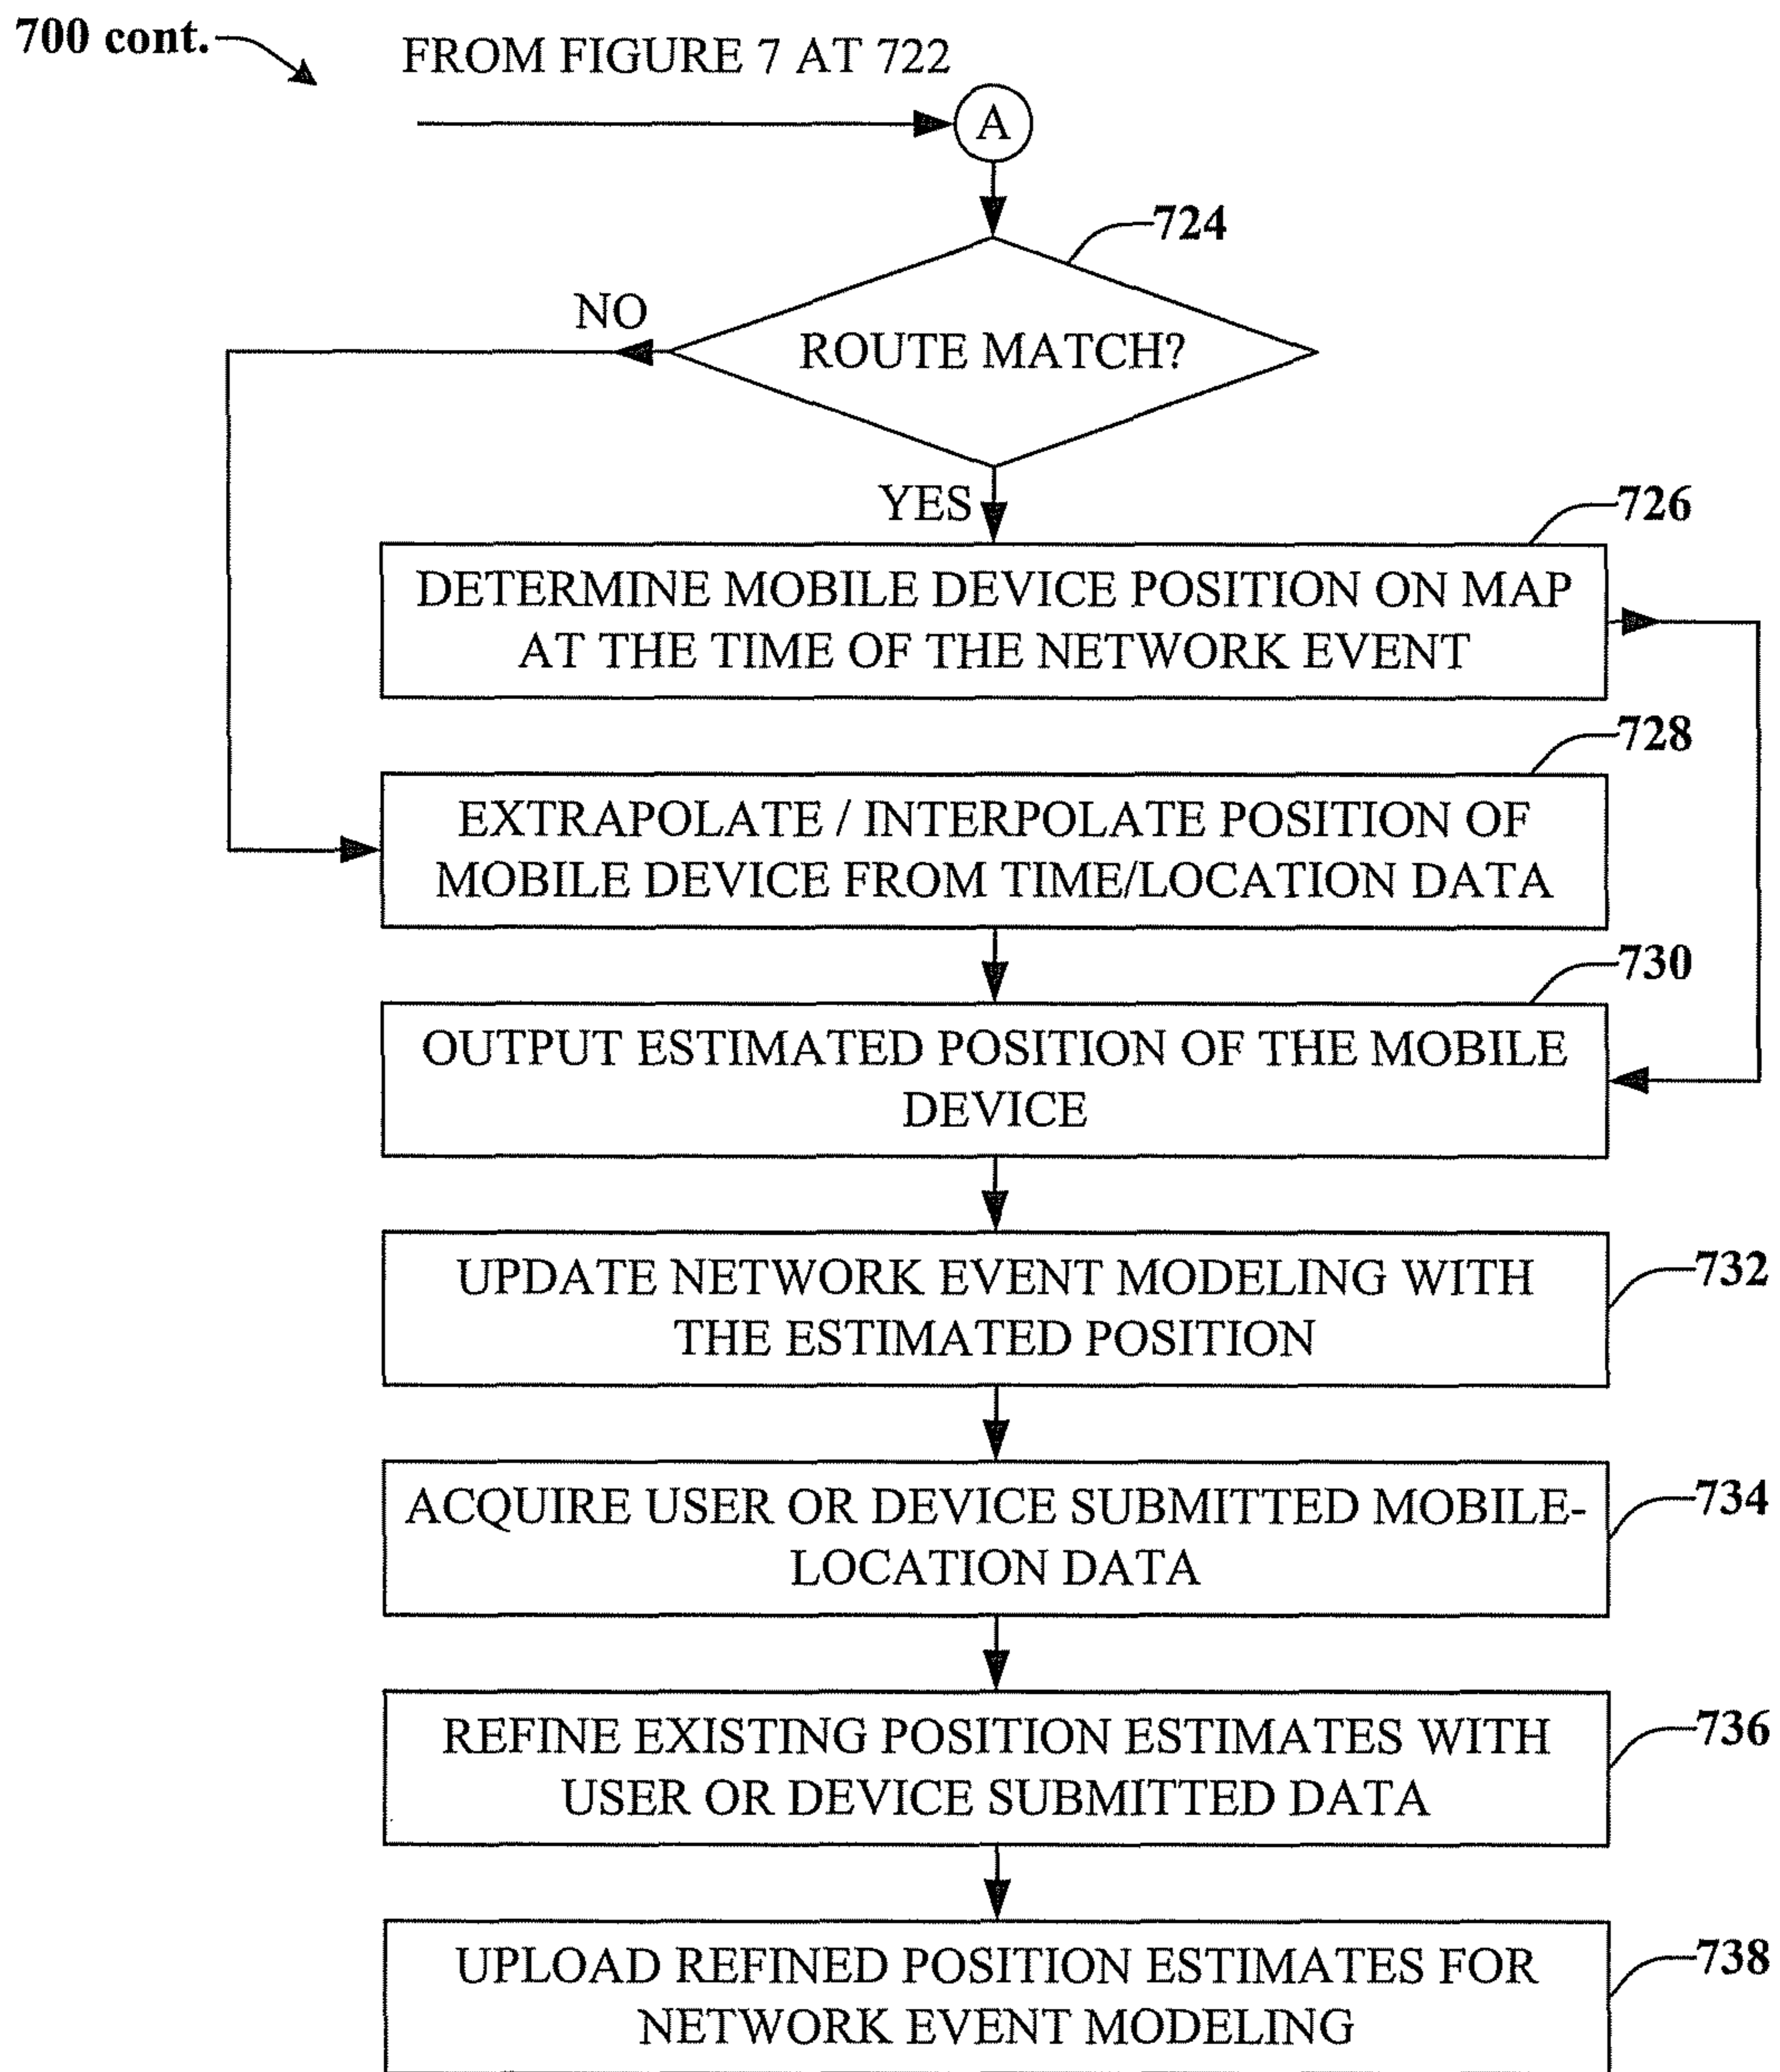 700 cont.
FROM FIGURE 7 AT 722
A
724
NO
ROUTE MATCH?
YES
726
DETERMINE MOBILE DEVICE POSITION ON MAP
AT THE TIME OF THE NETWORK EVENT
728
EXTRAPOLATE / INTERPOLATE POSITION OF
MOBILE DEVICE FROM TIME/LOCATION DATA
730
OUTPUT ESTIMATED POSITION OF THE MOBILE
DEVICE
732
UPDATE NETWORK EVENT MODELING WITH
THE ESTIMATED POSITION
734
ACQUIRE USER OR DEVICE SUBMITTED MOBILE-
LOCATION DATA
736
REFINE EXISTING POSITION ESTIMATES WITH
USER OR DEVICE SUBMITTED DATA
738
UPLOAD REFINED POSITION ESTIMATES FOR
NETWORK EVENT MODELING